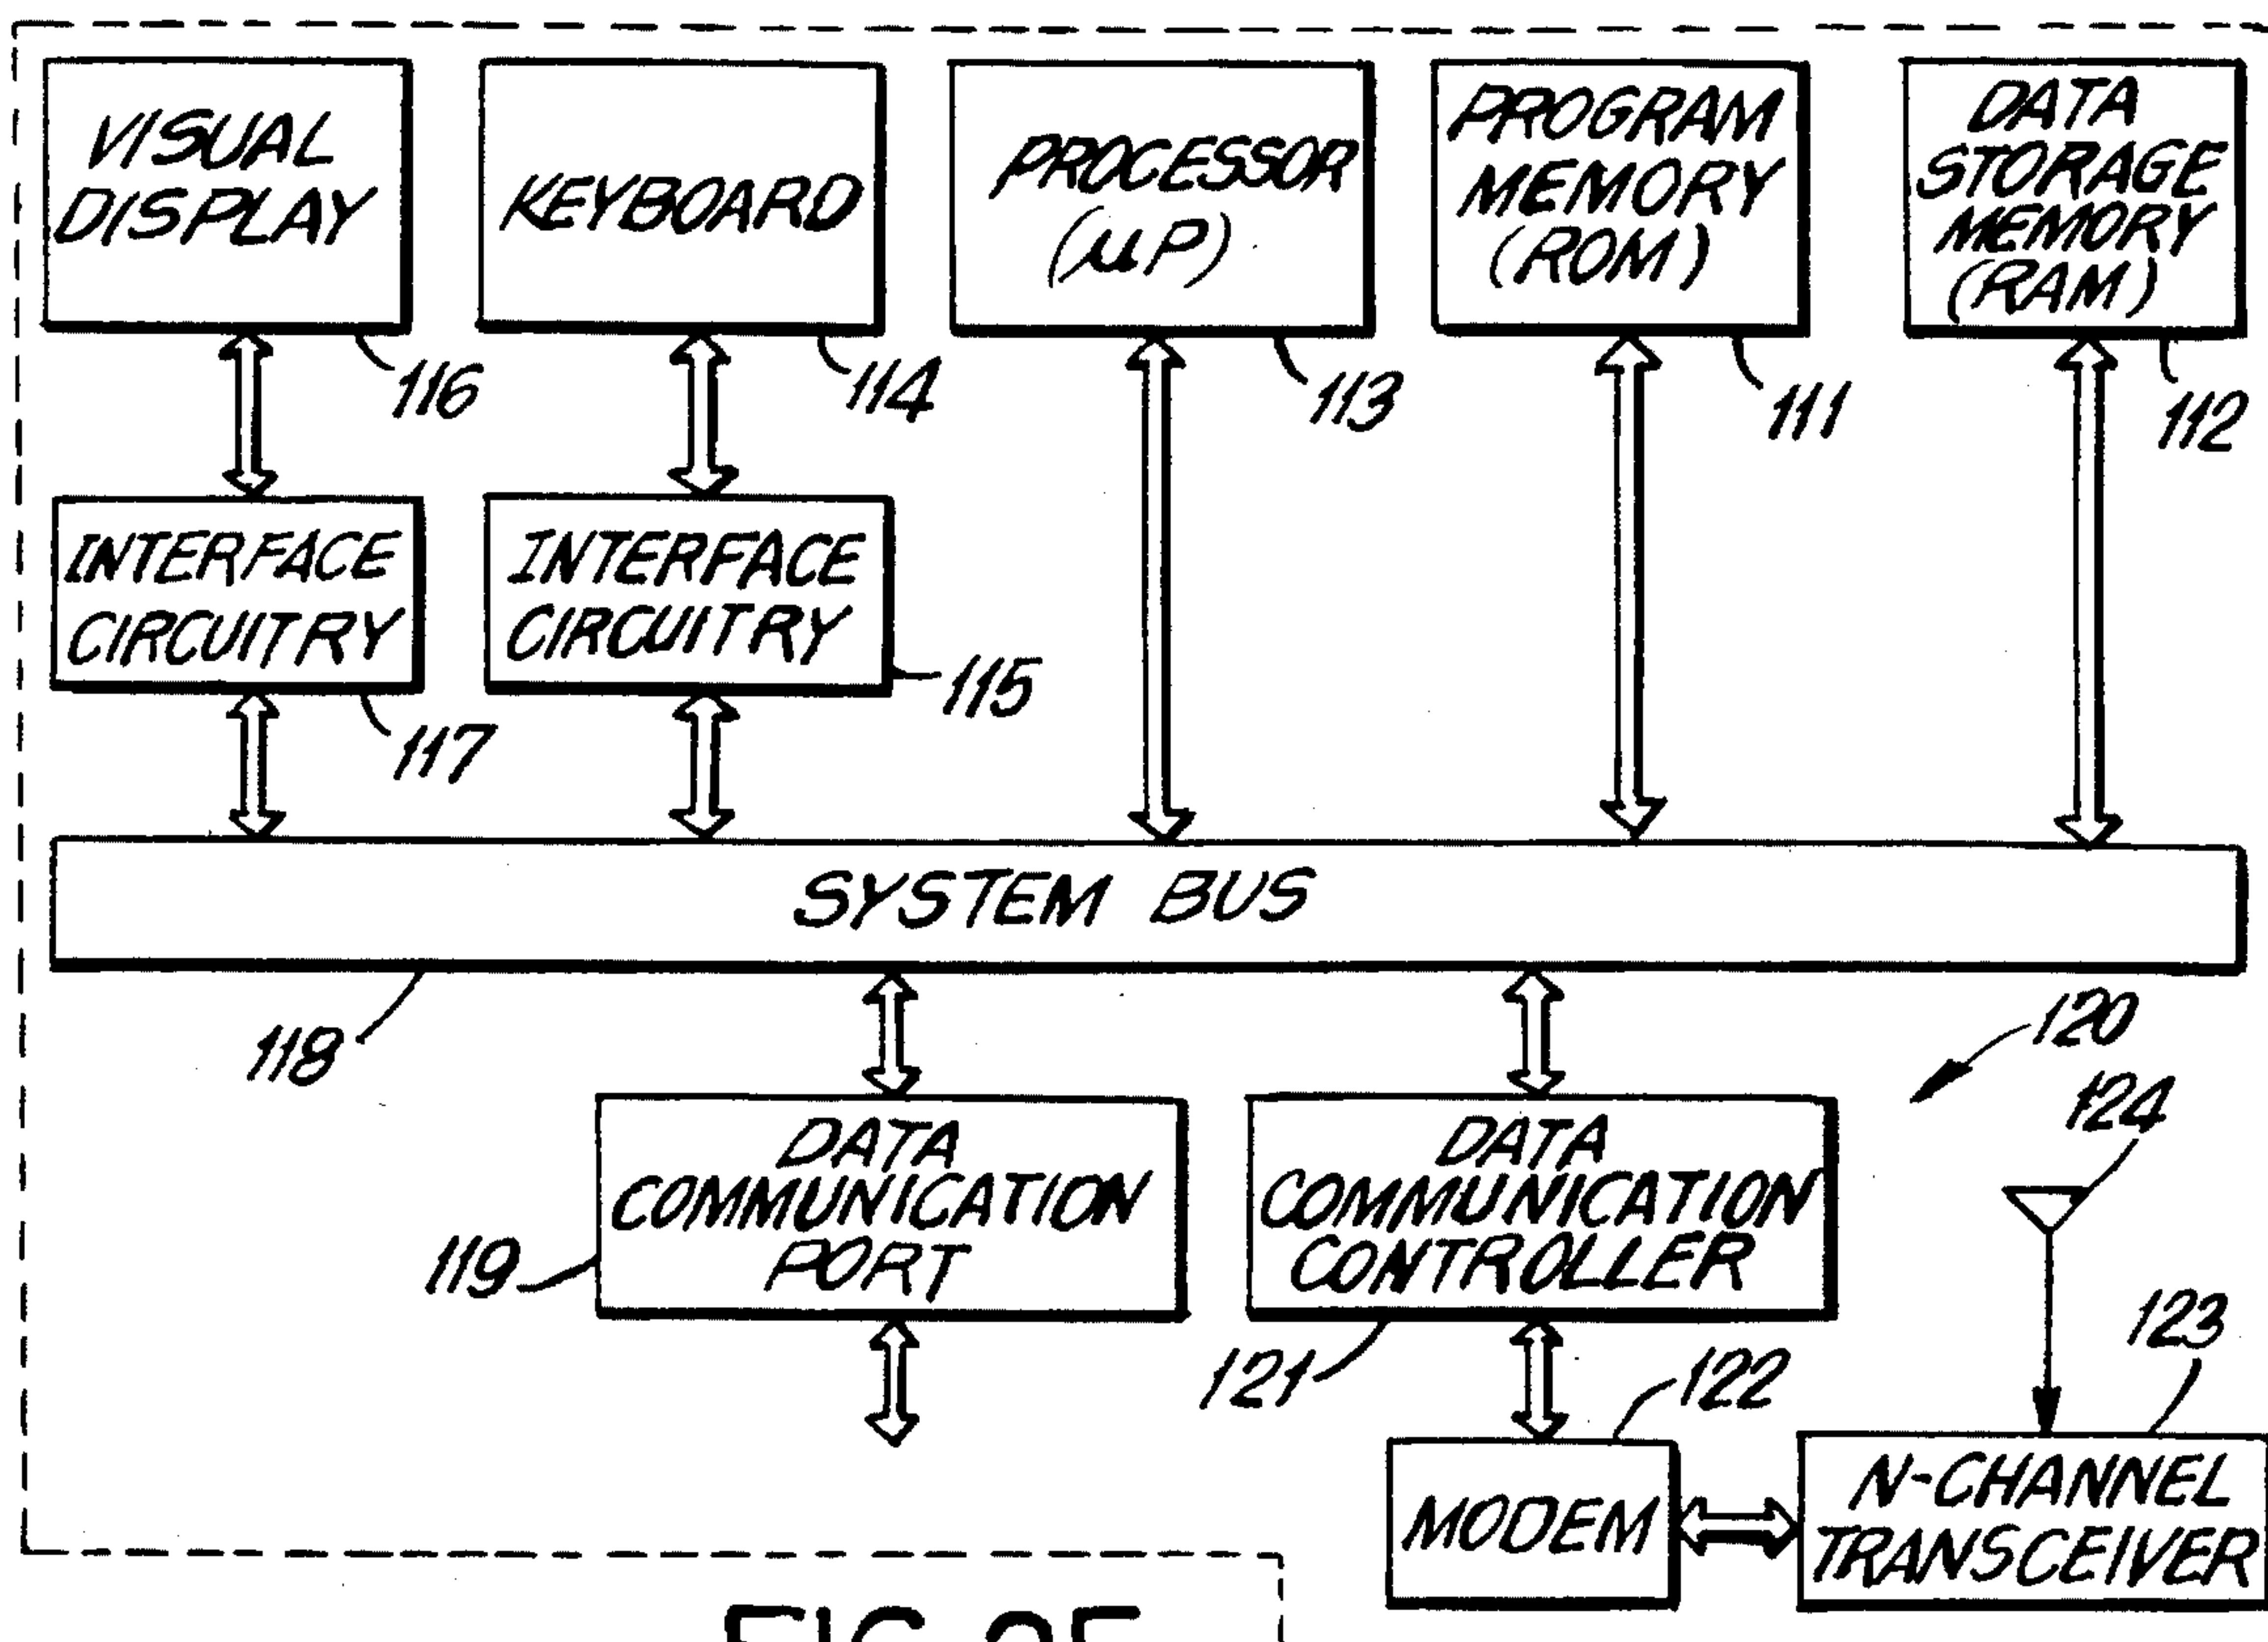 VISUAL
DISPLAY
KEYBOARD
PROCESSOR
(μP)
PROGRAM
MEMORY
(ROM)
DATA
STORAGE
MEMORY
(RAM)
116
114
113
111
112
INTERFACE
CIRCUITRY
INTERFACE
CIRCUITRY
117
115
SYSTEM BUS
118
120
124
DATA
COMMUNICATION
PORT
DATA
COMMUNICATION
CONTROLLER
119
121
122
123
MODEM
N-CHANNEL
TRANSCEIVER